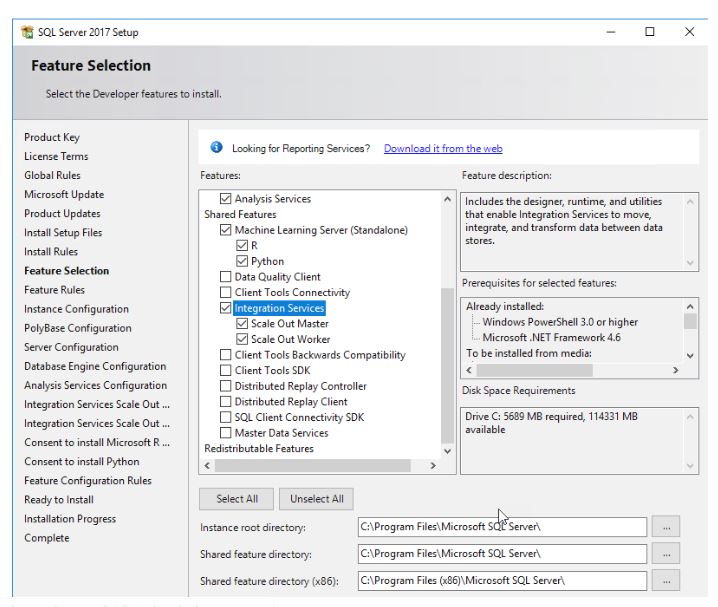 SQL Server 2017 Setup
Feature Selection
Select the Developer features to install.
Product Key
License Terms
Global Rules
Microsoft Update
Product Updates
Install Setup Files
Install Rules
Feature Selection
Feature Rules
Instance Configuration
PolyBase Configuration
Server Configuration
Database Engine Configuration
Analysis Services Configuration
Integration Services Scale Out ...
Integration Services Scale Out ...
Consent to install Microsoft R ...
Consent to install Python
Feature Configuration Rules
Ready to Install
Installation Progress
Complete
Looking for Reporting Services? Download it from the web
Features:
Analysis Services
Shared Features
Machine Learning Server (Standalone)
R
Python
Data Quality Client
Client Tools Connectivity
Integration Services
Scale Out Master
Scale Out Worker
Client Tools Backwards Compatibility
Client Tools SDK
Distributed Replay Controller
Distributed Replay Client
SQL Client Connectivity SDK
Master Data Services
Redistributable Features
Feature description:
Includes the designer, runtime, and utilities
that enable Integration Services to move,
integrate, and transform data between data
stores.
Prerequisites for selected features:
Already installed:
Windows PowerShell 3.0 or higher
Microsoft .NET Framework 4.6
To be installed from media:
Disk Space Requirements
Drive C: 5689 MB required, 114331 MB
available
Select All
Unselect All
Instance root directory:
C:\Program Files\Microsoft SQL Server\
...
Shared feature directory:
C:\Program Files\Microsoft SQL Server\
...
Shared feature directory (x86):
C:\Program Files (x86)\Microsoft SQL Server\
...